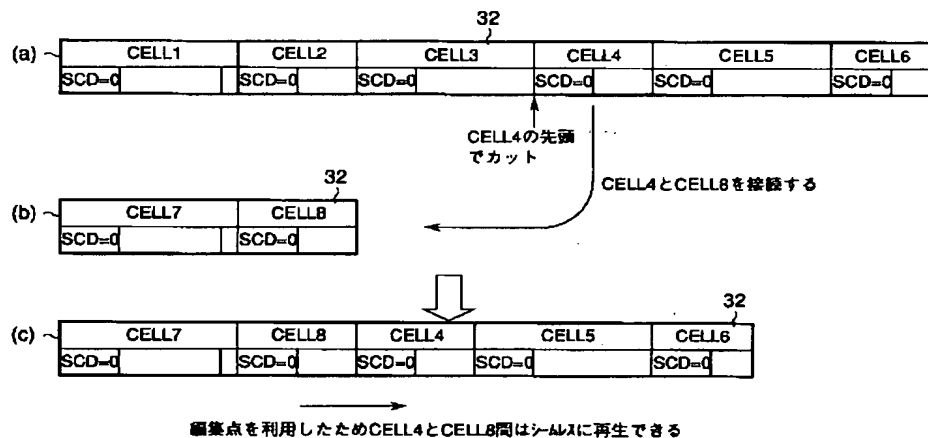 32
(a) CELL1 CELL2 CELL3 CELL4 CELL5 CELL6
SCD=0 SCD=0 SCD=0 SCD=0 SCD=0 SCD=0
CELL4の先頭
でカット
CELL4とCELL8を接続する
32
(b) CELL7 CELL8
SCD=0 SCD=0
32
(c) CELL7 CELL8 CELL4 CELL5 CELL6
SCD=0 SCD=0 SCD=0 SCD=0 SCD=0
編集点を利用したためCELL4とCELL8間はｼｰﾑﾚｽに再生できる